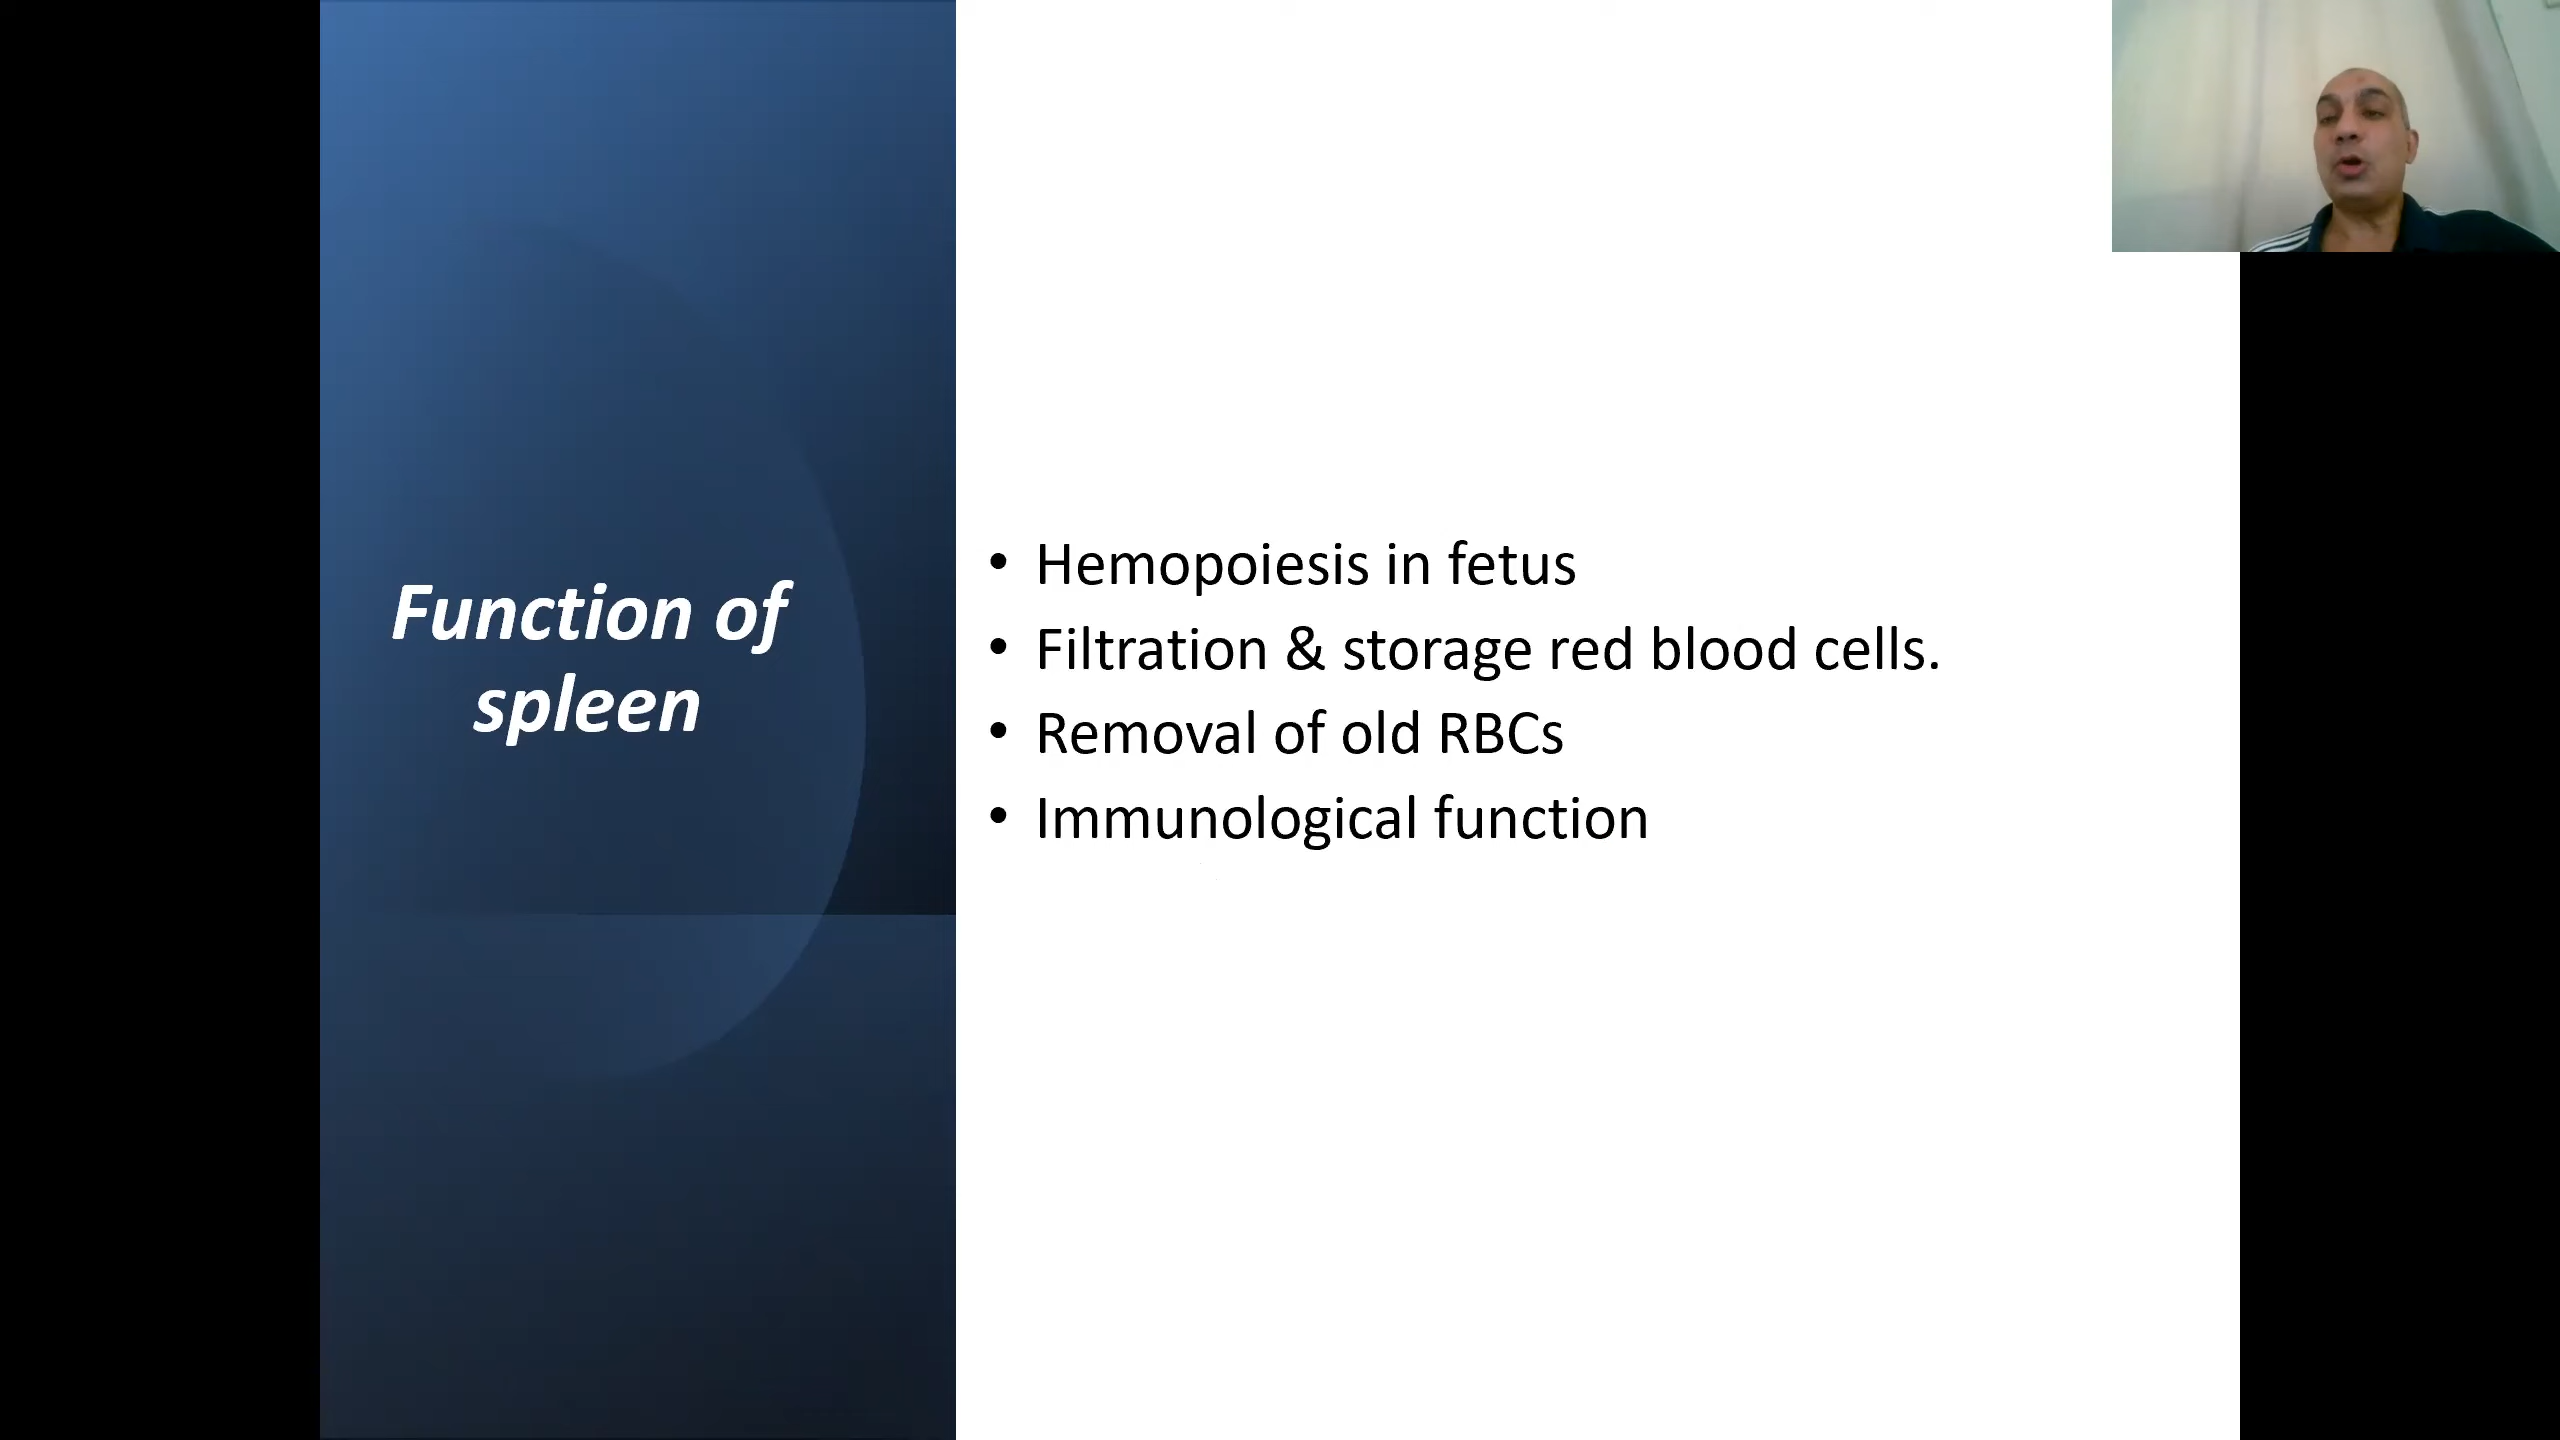 Function of
spleen
• Hemopoiesis in fetus
• Filtration & storage red blood cells.
• Removal of old RBCs
• Immunological function